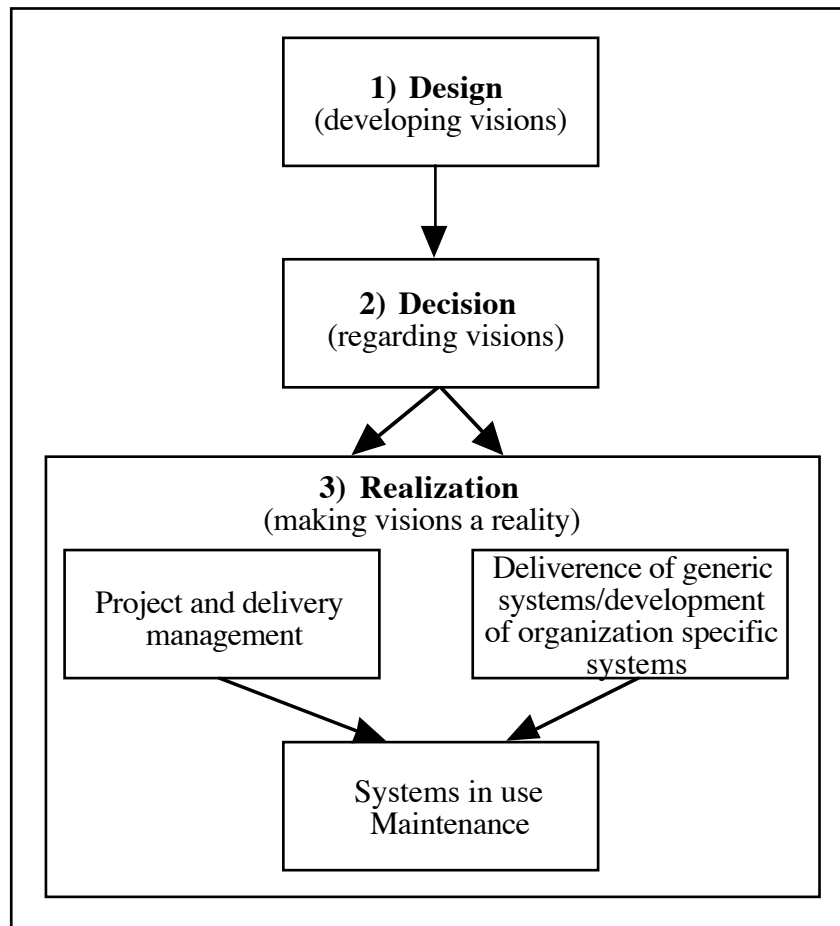 1) Design
(developing visions)
2) Decision
(regarding visions)
3) Realization
(making visions a reality)
Project and delivery
management
Deliverence of generic
systems/development
of organization specific
systems
Systems in use
Maintenance